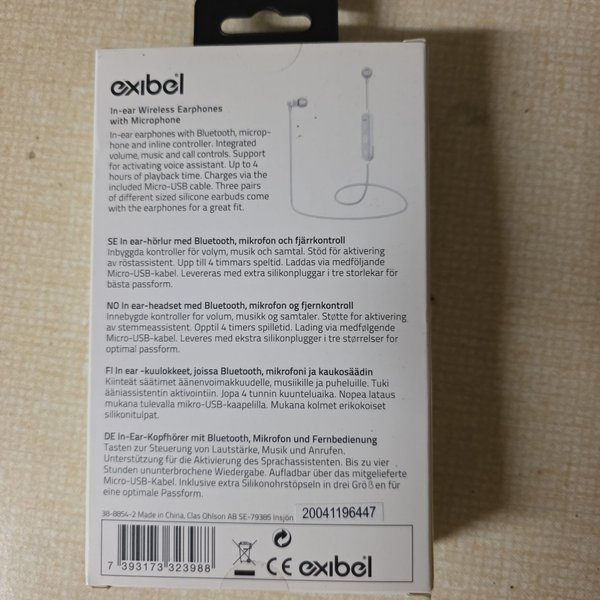 exibel
In-ear Wireless Earphones
with Microphone
In-ear earphones with Bluetooth, microp-
hone and inline controller. Integrated
volume, music and call controls. Support
for activating voice assistant. Up to 4
hours of playback time. Charges via the
included Micro-USB cable. Three pairs
of different sized silicone earbuds come
with the earphones for a great fit.
SE In ear-hörlur med Bluetooth, mikrofon och fjärrkontroll
Inbyggda kontroller för volym, musik och samtal. Stöd för aktivering
av röstassistent. Upp till 4 timmars speltid. Laddas via medföljande
Micro-USB-kabel. Levereras med extra silikonpluggar i tre storlekar för
bästa passform.
NO In ear-headset med Bluetooth, mikrofon og fjernkontroll
Innebygde kontroller for volum, musikk og samtaler. Støtte for aktivering
av stemmeassistent. Opptil 4 timers spilletid. Lading via medfølgende
Micro-USB-kabel. Leveres med ekstra silikonplugger i tre størrelser for
optimal passform.
FI In ear -kuulokkeet, joissa Bluetooth, mikrofoni ja kaukosäädin
Kiinteät säätimet äänenvoimakkuudelle, musiikille ja puheluille. Tuki
ääniassistentin aktivointiin. Jopa 4 tunnin kuunteluaika. Nopea lataus
mukana tulevalla mikro-USB-kaapelilla. Mukana kolmet erikokoiset
silikonitulpat.
DE In-Ear-Kopfhörer mit Bluetooth, Mikrofon und Fernbedienung
Tasten zur Steuerung von Lautstärke, Musik und Anrufen.
Unterstützung für die Aktivierung des Sprachassistenten. Bis zu vier
Stunden ununterbrochene Wiedergabe. Aufladbar über das mitgelieferte
Micro-USB-Kabel. Inklusive extra Silikonohrstöpseln in drei Größen für
eine optimale Passform.
38-8854-2 Made in China, Clas Ohlson AB SE-79385 Insjön
20041196447
7 393173 323988
CE exibel